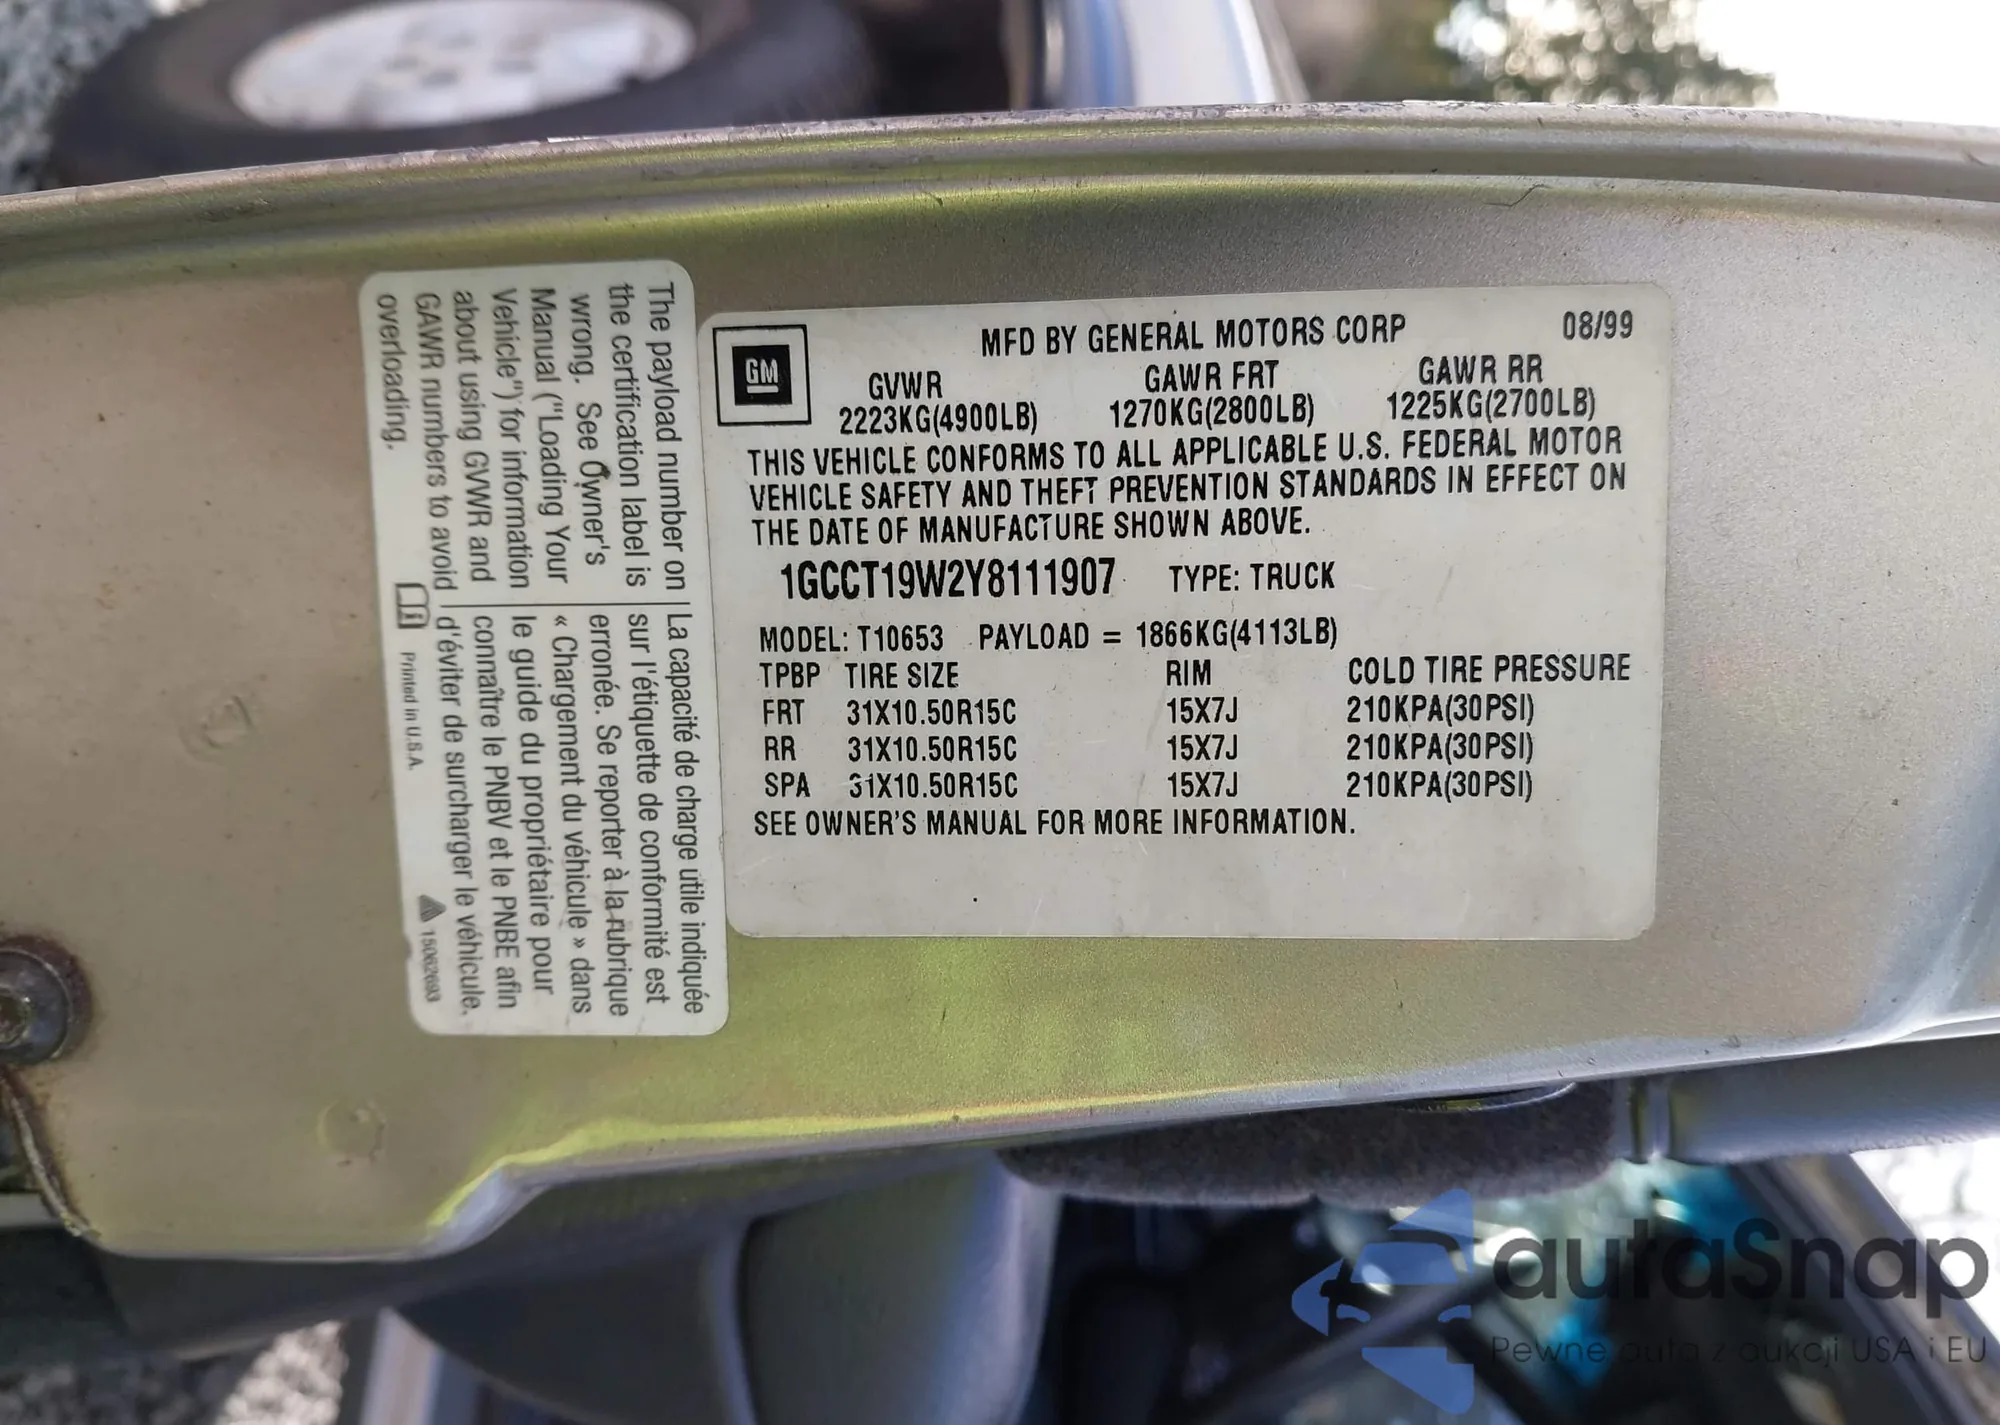 The payload number on
the certification label is
wrong. See Owner's
Manual ("Loading Your
Vehicle") for information
about using GVWR and
GAWR numbers to avoid
overloading.
La capacité de charge utile indiquée
sur l'étiquette de conformité est
erronée. Se reporter à la rubrique
« Chargement du véhicule » dans
le guide du propriétaire pour
connaître le PNBV et le PNBE afin
d'éviter de surcharger le véhicule.
Printed in U.S.A.
15062693
GM
MFD BY GENERAL MOTORS CORP 08/99
GVWR GAWR FRT GAWR RR
2223KG(4900LB) 1270KG(2800LB) 1225KG(2700LB)
THIS VEHICLE CONFORMS TO ALL APPLICABLE U.S. FEDERAL MOTOR
VEHICLE SAFETY AND THEFT PREVENTION STANDARDS IN EFFECT ON
THE DATE OF MANUFACTURE SHOWN ABOVE.
1GCCT19W2Y8111907 TYPE: TRUCK
MODEL: T10653 PAYLOAD = 1866KG(4113LB)
TPBP TIRE SIZE RIM COLD TIRE PRESSURE
FRT 31X10.50R15C 15X7J 210KPA(30PSI)
RR 31X10.50R15C 15X7J 210KPA(30PSI)
SPA 31X10.50R15C 15X7J 210KPA(30PSI)
SEE OWNER'S MANUAL FOR MORE INFORMATION.
autaSnap
Pewne auta z aukcji USA i EU